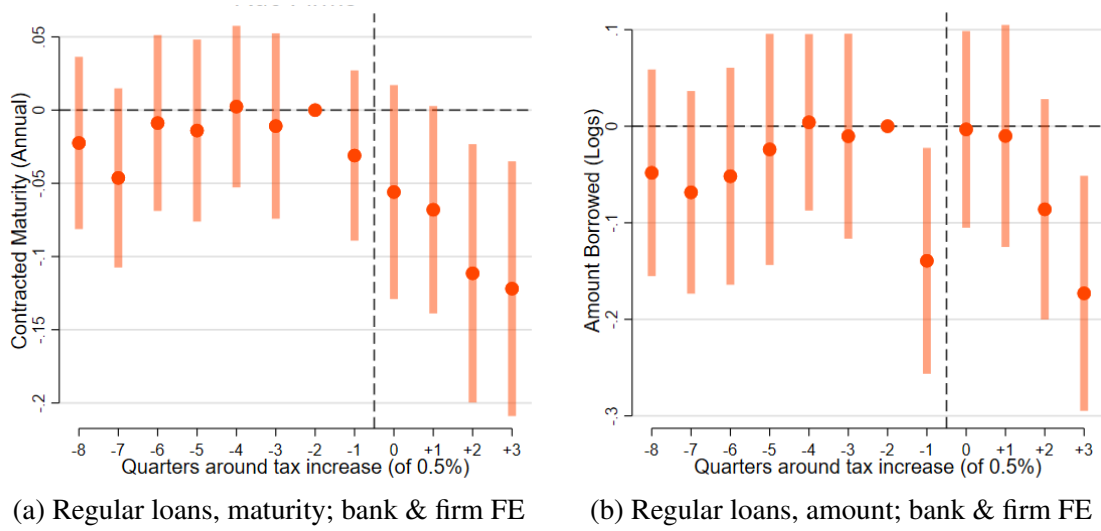 Contracted Maturity (Annual)
.05
0
-.05
-.1
-.15
-.2
-8 -7 -6 -5 -4 -3 -2 -1 0 +1 +2 +3
Quarters around tax increase (of 0.5%)
(a) Regular loans, maturity; bank & firm FE
Amount Borrowed (Logs)
.1
0
-.1
-.2
-.3
-8 -7 -6 -5 -4 -3 -2 -1 0 +1 +2 +3
Quarters around tax increase (of 0.5%)
(b) Regular loans, amount; bank & firm FE